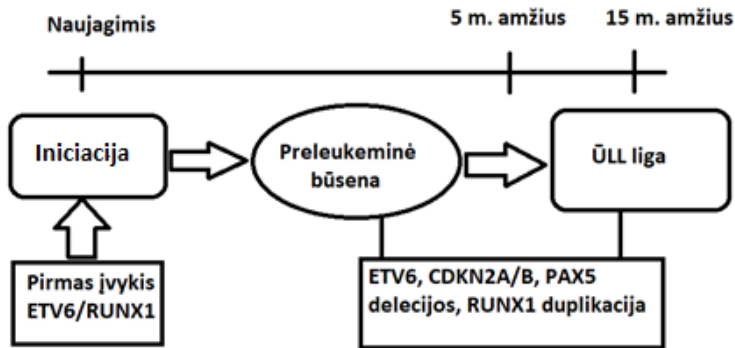 Naujagimis
5 m. amžius
15 m. amžius
Iniciacija
Preleukeminė
būsena
ŪLL liga
Pirmas įvykis
ETV6/RUNX1
ETV6, CDKN2A/B, PAX5
delecijos, RUNX1 duplikacija